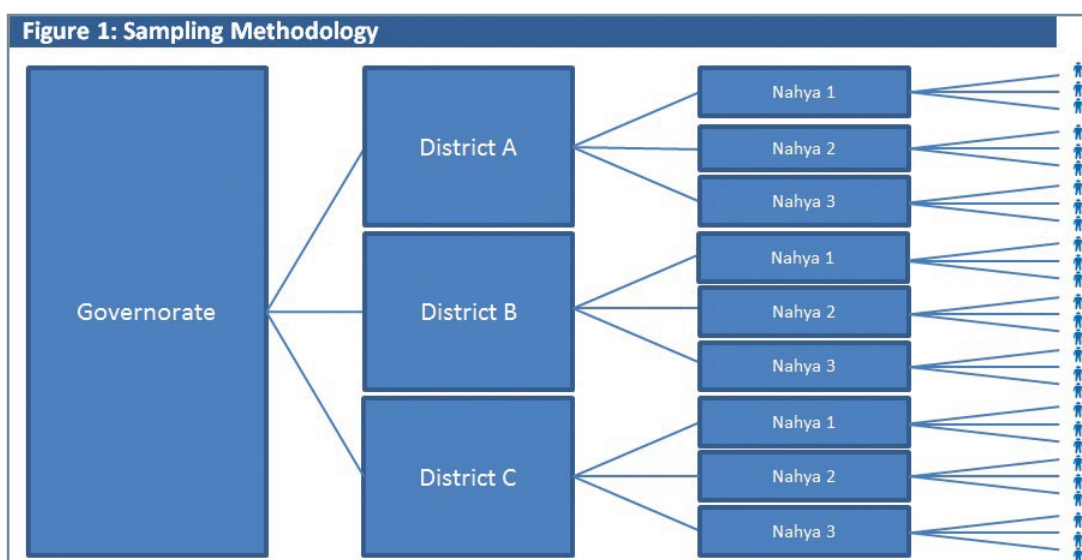 Figure 1: Sampling Methodology
Governorate
District A
Nahya 1
Nahya 2
Nahya 3
District B
Nahya 1
Nahya 2
Nahya 3
District C
Nahya 1
Nahya 2
Nahya 3